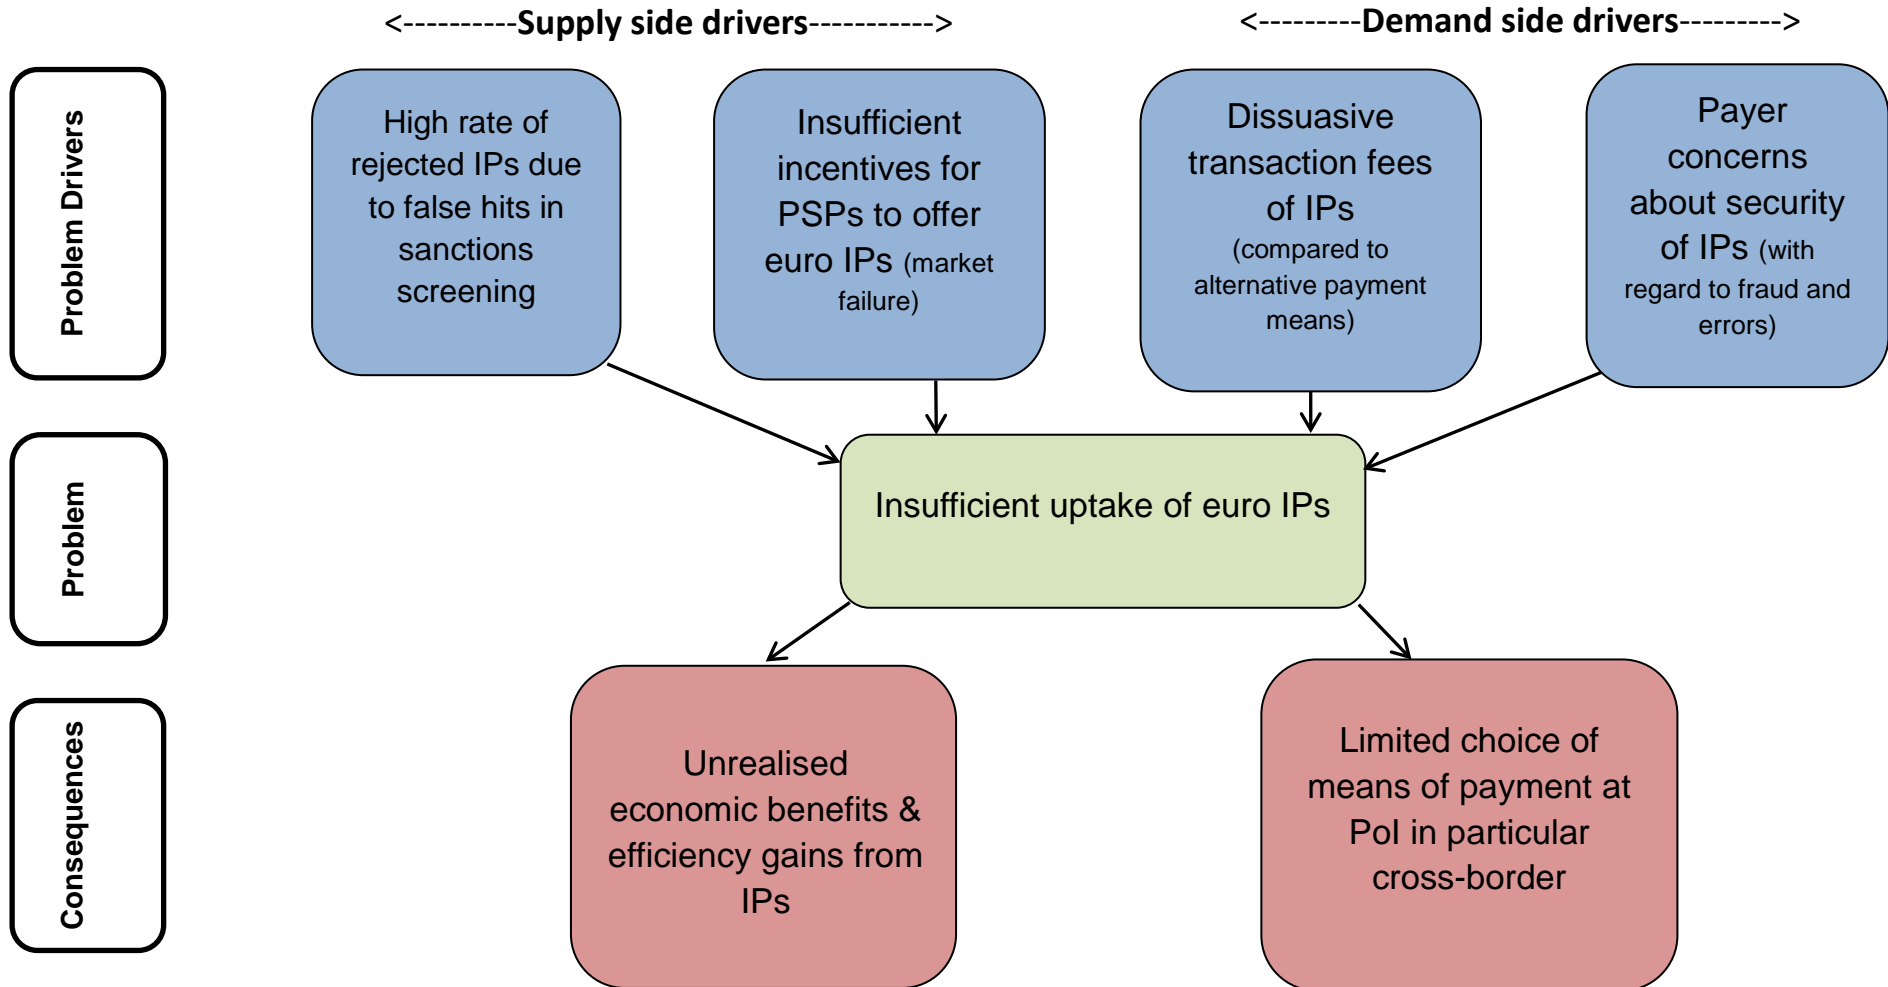 <----------Supply side drivers----------->
<---------Demand side drivers--------->
Problem Drivers
High rate of
rejected IPs due
to false hits in
sanctions
screening
Insufficient
incentives for
PSPs to offer
euro IPs (market
failure)
Dissuasive
transaction fees
of IPs
(compared to
alternative payment
means)
Payer
concerns
about security
of IPs (with
regard to fraud and
errors)
Problem
Insufficient uptake of euro IPs
Consequences
Unrealised
economic benefits &
efficiency gains from
IPs
Limited choice of
means of payment at
PoI in particular
cross-border